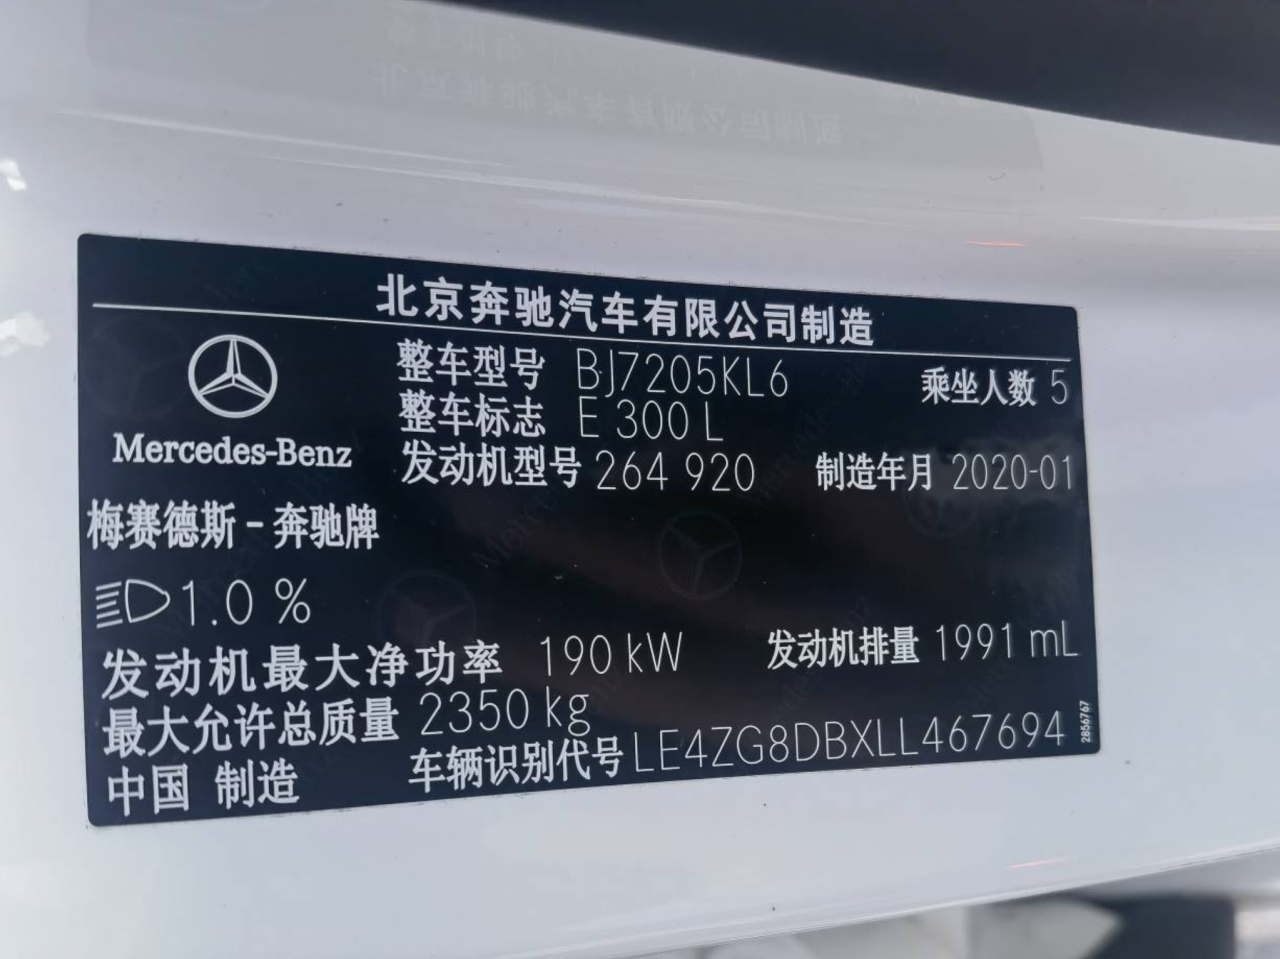 北京奔驰汽车有限公司制造
整车型号 BJ7205KL6 乘坐人数 5
整车标志 E 300 L
Mercedes-Benz
发动机型号 264 920 制造年月 2020-01
梅赛德斯-奔驰牌
1.0 %
发动机最大净功率 190 kW 发动机排量 1991 mL
最大允许总质量 2350 kg
中国 制造 车辆识别代号 LE4ZG8DBXLL467694
2856767